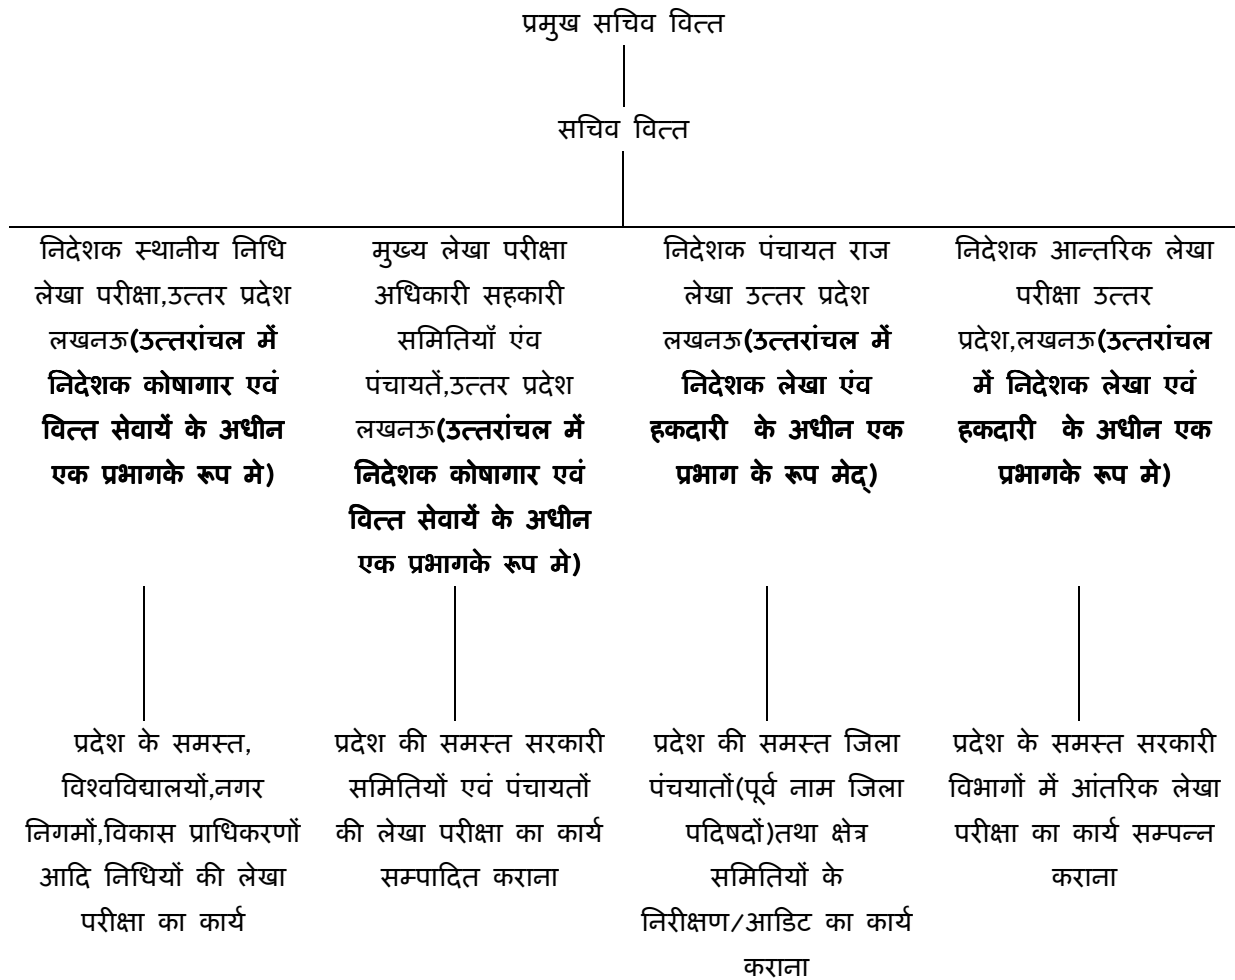 प्रमुख सचिव वित्त
सचिव वित्त
निदेशक स्थानीय निधि
लेखा परीक्षा,उत्तर प्रदेश
लखनऊ(उत्तरांचल में
निदेशक कोषागार एवं
वित्त सेवायें के अधीन
एक प्रभागके रूप मे)
मुख्य लेखा परीक्षा
अधिकारी सहकारी
समितियॉं एंव
पंचायतें,उत्तर प्रदेश
लखनऊ(उत्तरांचल में
निदेशक कोषागार एवं
वित्त सेवायें के अधीन
एक प्रभागके रूप मे)
निदेशक पंचायत राज
लेखा उत्तर प्रदेश
लखनऊ(उत्तरांचल में
निदेशक लेखा एंव
हकदारी के अधीन एक
प्रभाग के रूप मेद्)
निदेशक आन्तरिक लेखा
परीक्षा उत्तर
प्रदेश,लखनऊ(उत्तरांचल
में निदेशक लेखा एवं
हकदारी के अधीन एक
प्रभागके रूप मे)
प्रदेश के समस्त,
विश्वविद्यालयों,नगर
निगमों,विकास प्राधिकरणों
आदि निधियों की लेखा
परीक्षा का कार्य
प्रदेश की समस्त सरकारी
समितियों एवं पंचायतों
की लेखा परीक्षा का कार्य
सम्पादित कराना
प्रदेश की समस्त जिला
पंचयातों(पूर्व नाम जिला
पदिषदों)तथा क्षेत्र
समितियों के
निरीक्षण/आडिट का कार्य
कराना
प्रदेश के समस्त सरकारी
विभागों में आंतरिक लेखा
परीक्षा का कार्य सम्पन्न
कराना